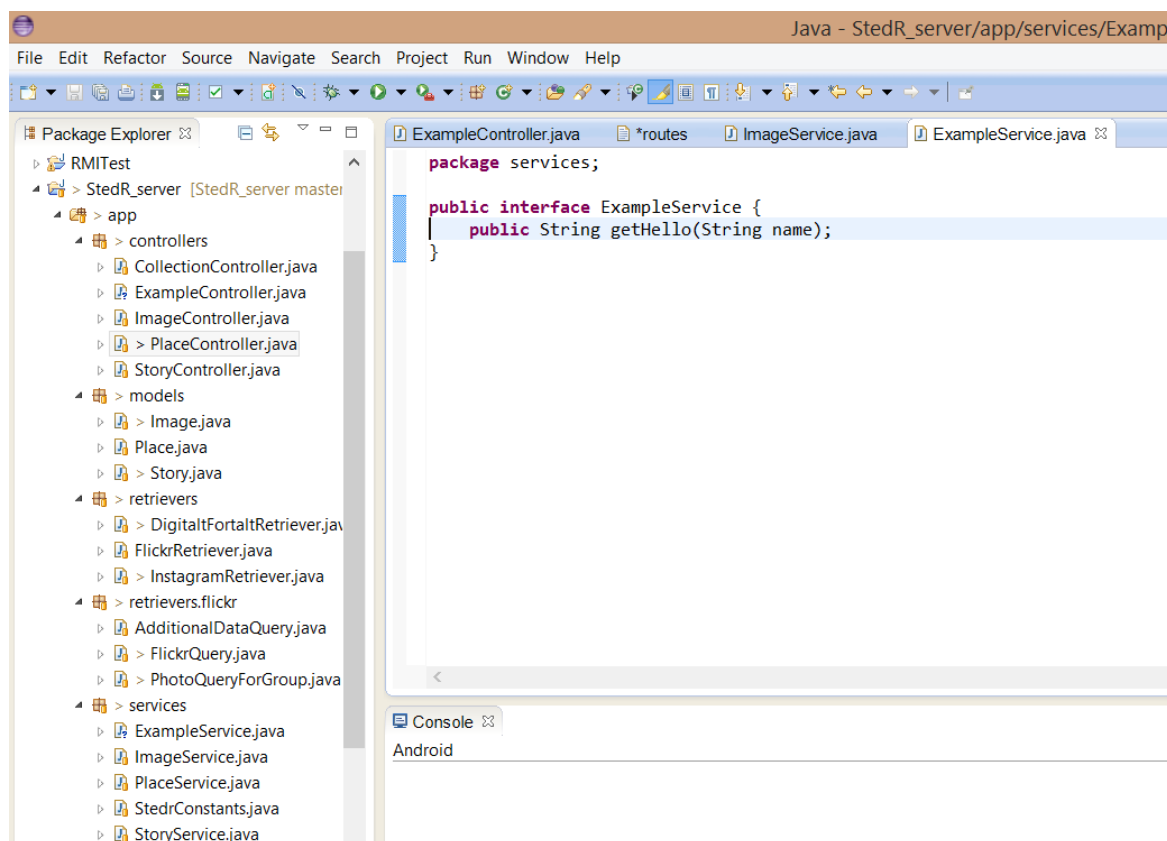 Java - StedR_server/app/services/Examp
File Edit Refactor Source Navigate Search Project Run Window Help
Package Explorer
RMITest
> StedR_server [StedR_server master
> app
> controllers
CollectionController.java
ExampleController.java
ImageController.java
> PlaceController.java
StoryController.java
> models
> Image.java
Place.java
> Story.java
> retrievers
> DigitaltFortaltRetriever.jav
FlickrRetriever.java
> InstagramRetriever.java
> retrievers.flickr
AdditionalDataQuery.java
> FlickrQuery.java
> PhotoQueryForGroup.java
> services
ExampleService.java
ImageService.java
PlaceService.java
StedrConstants.java
StoryService.java
ExampleController.java *routes ImageService.java ExampleService.java
package services;
public interface ExampleService {
public String getHello(String name);
}
Console
Android